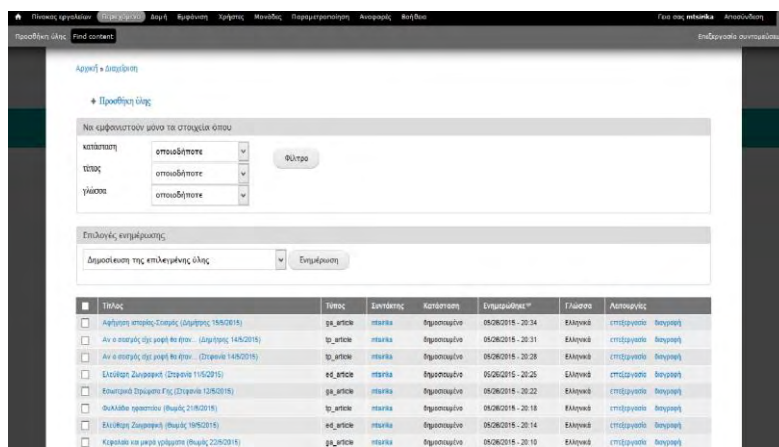 Πίνακας εργαλείων Περιεχόμενο Δομή Εμφάνιση Χρήστες Μονάδες Παραμετροποίηση Αναφορές Βοήθεια Γεια σας mtsirika Αποσύνδεση
Προσθήκη ύλης Find content Επεξεργασία συντομεύσεων
Αρχική » Διαχείριση
+ Προσθήκη ύλης
Να εμφανιστούν μόνο τα στοιχεία όπου
κατάσταση οποιοδήποτε
τύπος οποιοδήποτε Φίλτρο
γλώσσα οποιοδήποτε
Επιλογές ενημέρωσης
Δημοσίευση της επιλεγμένης ύλης Ενημέρωση
Τίτλος Τύπος Συντάκτης Κατάσταση Ενημερώθηκε Γλώσσα Λειτουργίες
Αφήγηση ιστορίας-Σεισμός (Δημήτρης 15/5/2015) ga_article mtsirika δημοσιευμένο 05/26/2015 - 20:34 Ελληνικά επεξεργασία διαγραφή
Αν ο σεισμός είχε μορφή θα ήταν... (Δημήτρης 14/5/2015) tp_article mtsirika δημοσιευμένο 05/26/2015 - 20:31 Ελληνικά επεξεργασία διαγραφή
Αν ο σεισμός είχε μορφή θα ήταν... (Στεφανία 14/5/2015) tp_article mtsirika δημοσιευμένο 05/26/2015 - 20:28 Ελληνικά επεξεργασία διαγραφή
Ελεύθερη Ζωγραφική (Στεφανία 11/5/2015) ed_article mtsirika δημοσιευμένο 05/26/2015 - 20:25 Ελληνικά επεξεργασία διαγραφή
Εσωτερικά Στρώματα Γης (Στεφανία 12/5/2015) ga_article mtsirika δημοσιευμένο 05/26/2015 - 20:22 Ελληνικά επεξεργασία διαγραφή
Φυλλάδιο ηφαιστείου (Θωμάς 21/5/2015) tp_article mtsirika δημοσιευμένο 05/26/2015 - 20:18 Ελληνικά επεξεργασία διαγραφή
Ελεύθερη Ζωγραφική (Θωμάς 19/5/2015) ed_article mtsirika δημοσιευμένο 05/26/2015 - 20:14 Ελληνικά επεξεργασία διαγραφή
Κεφαλαία και μικρά γράμματα (Θωμάς 22/5/2015) ga_article mtsirika δημοσιευμένο 05/26/2015 - 20:10 Ελληνικά επεξεργασία διαγραφή